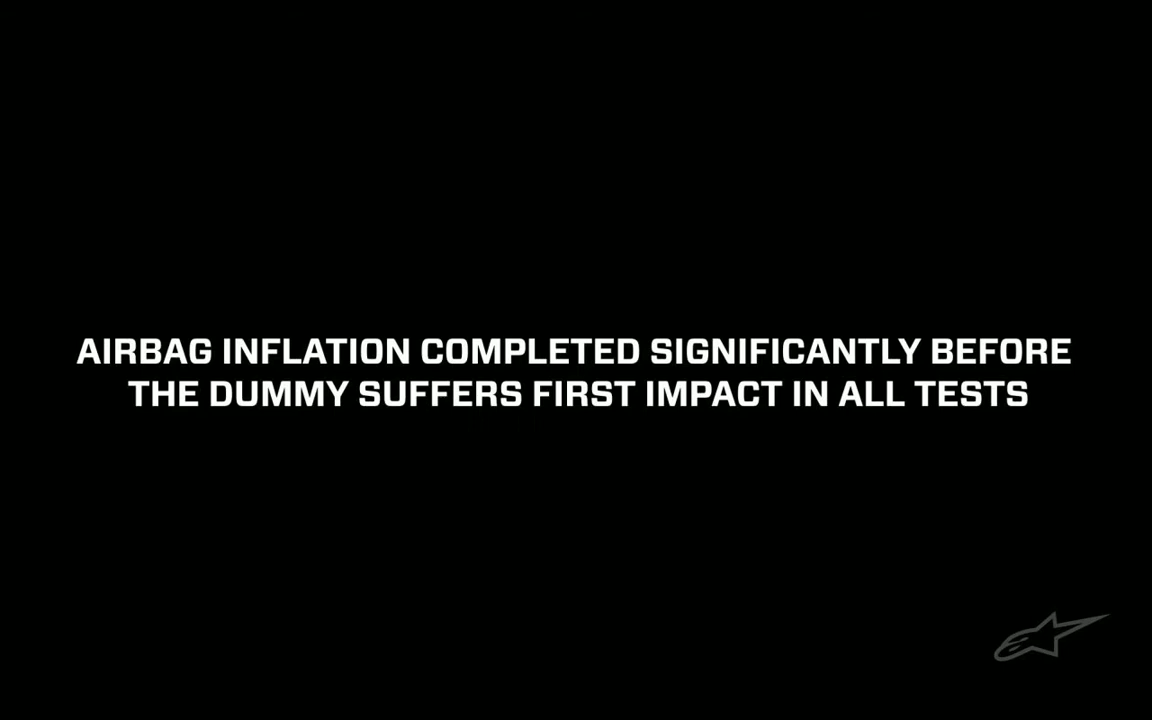 AIRBAG INFLATION COMPLETED SIGNIFICANTLY BEFORE
THE DUMMY SUFFERS FIRST IMPACT IN ALL TESTS